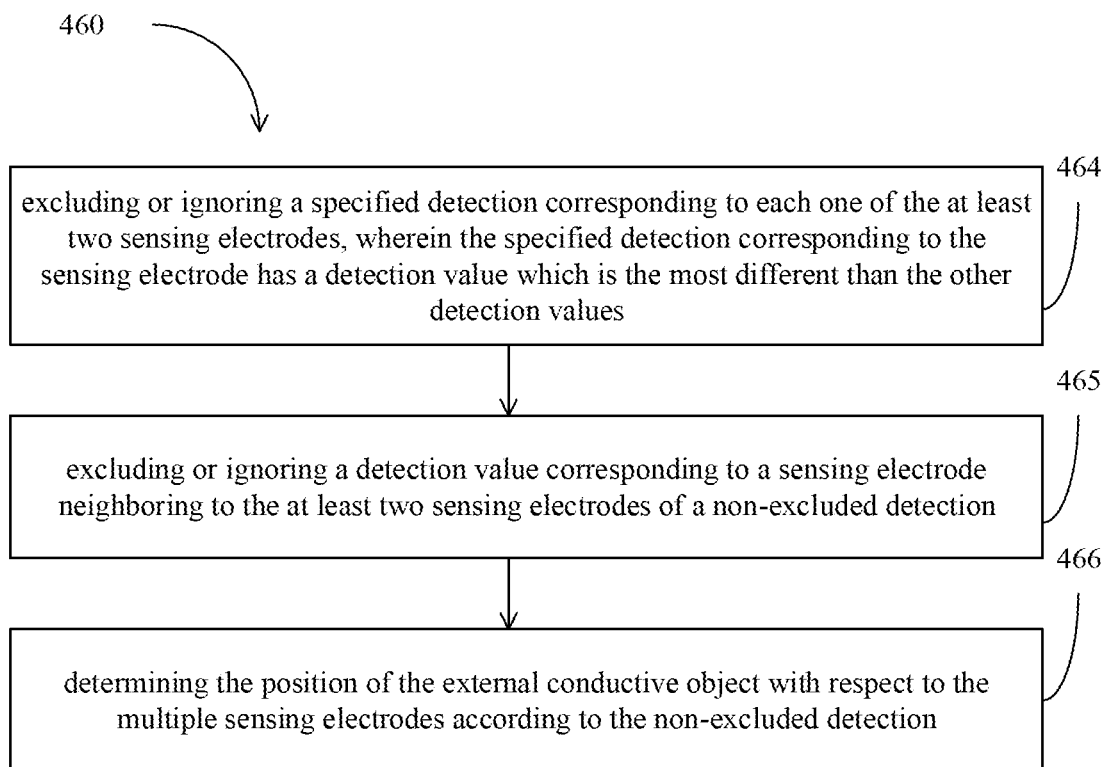 460
464
excluding or ignoring a specified detection corresponding to each one of the at least
two sensing electrodes, wherein the specified detection corresponding to the
sensing electrode has a detection value which is the most different than the other
detection values
465
excluding or ignoring a detection value corresponding to a sensing electrode
neighboring to the at least two sensing electrodes of a non-excluded detection
466
determining the position of the external conductive object with respect to the
multiple sensing electrodes according to the non-excluded detection